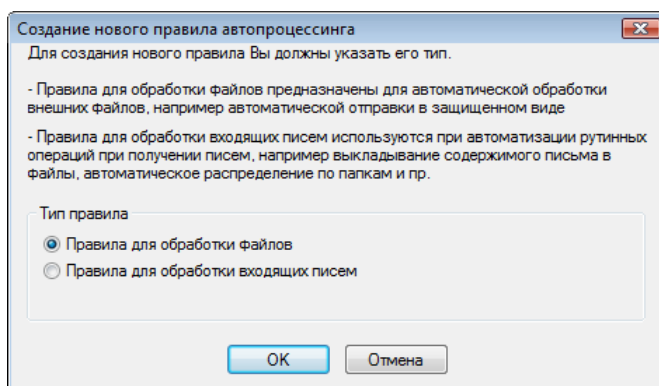 Создание нового правила автопроцессинга
Для создания нового правила Вы должны указать его тип.
- Правила для обработки файлов предназначены для автоматической обработки
внешних файлов, например автоматической отправки в защищенном виде
- Правила для обработки входящих писем используются при автоматизации рутинных
операций при получении писем, например выкладывание содержимого письма в
файлы, автоматическое распределение по папкам и пр.
Тип правила
Правила для обработки файлов
Правила для обработки входящих писем
OK
Отмена